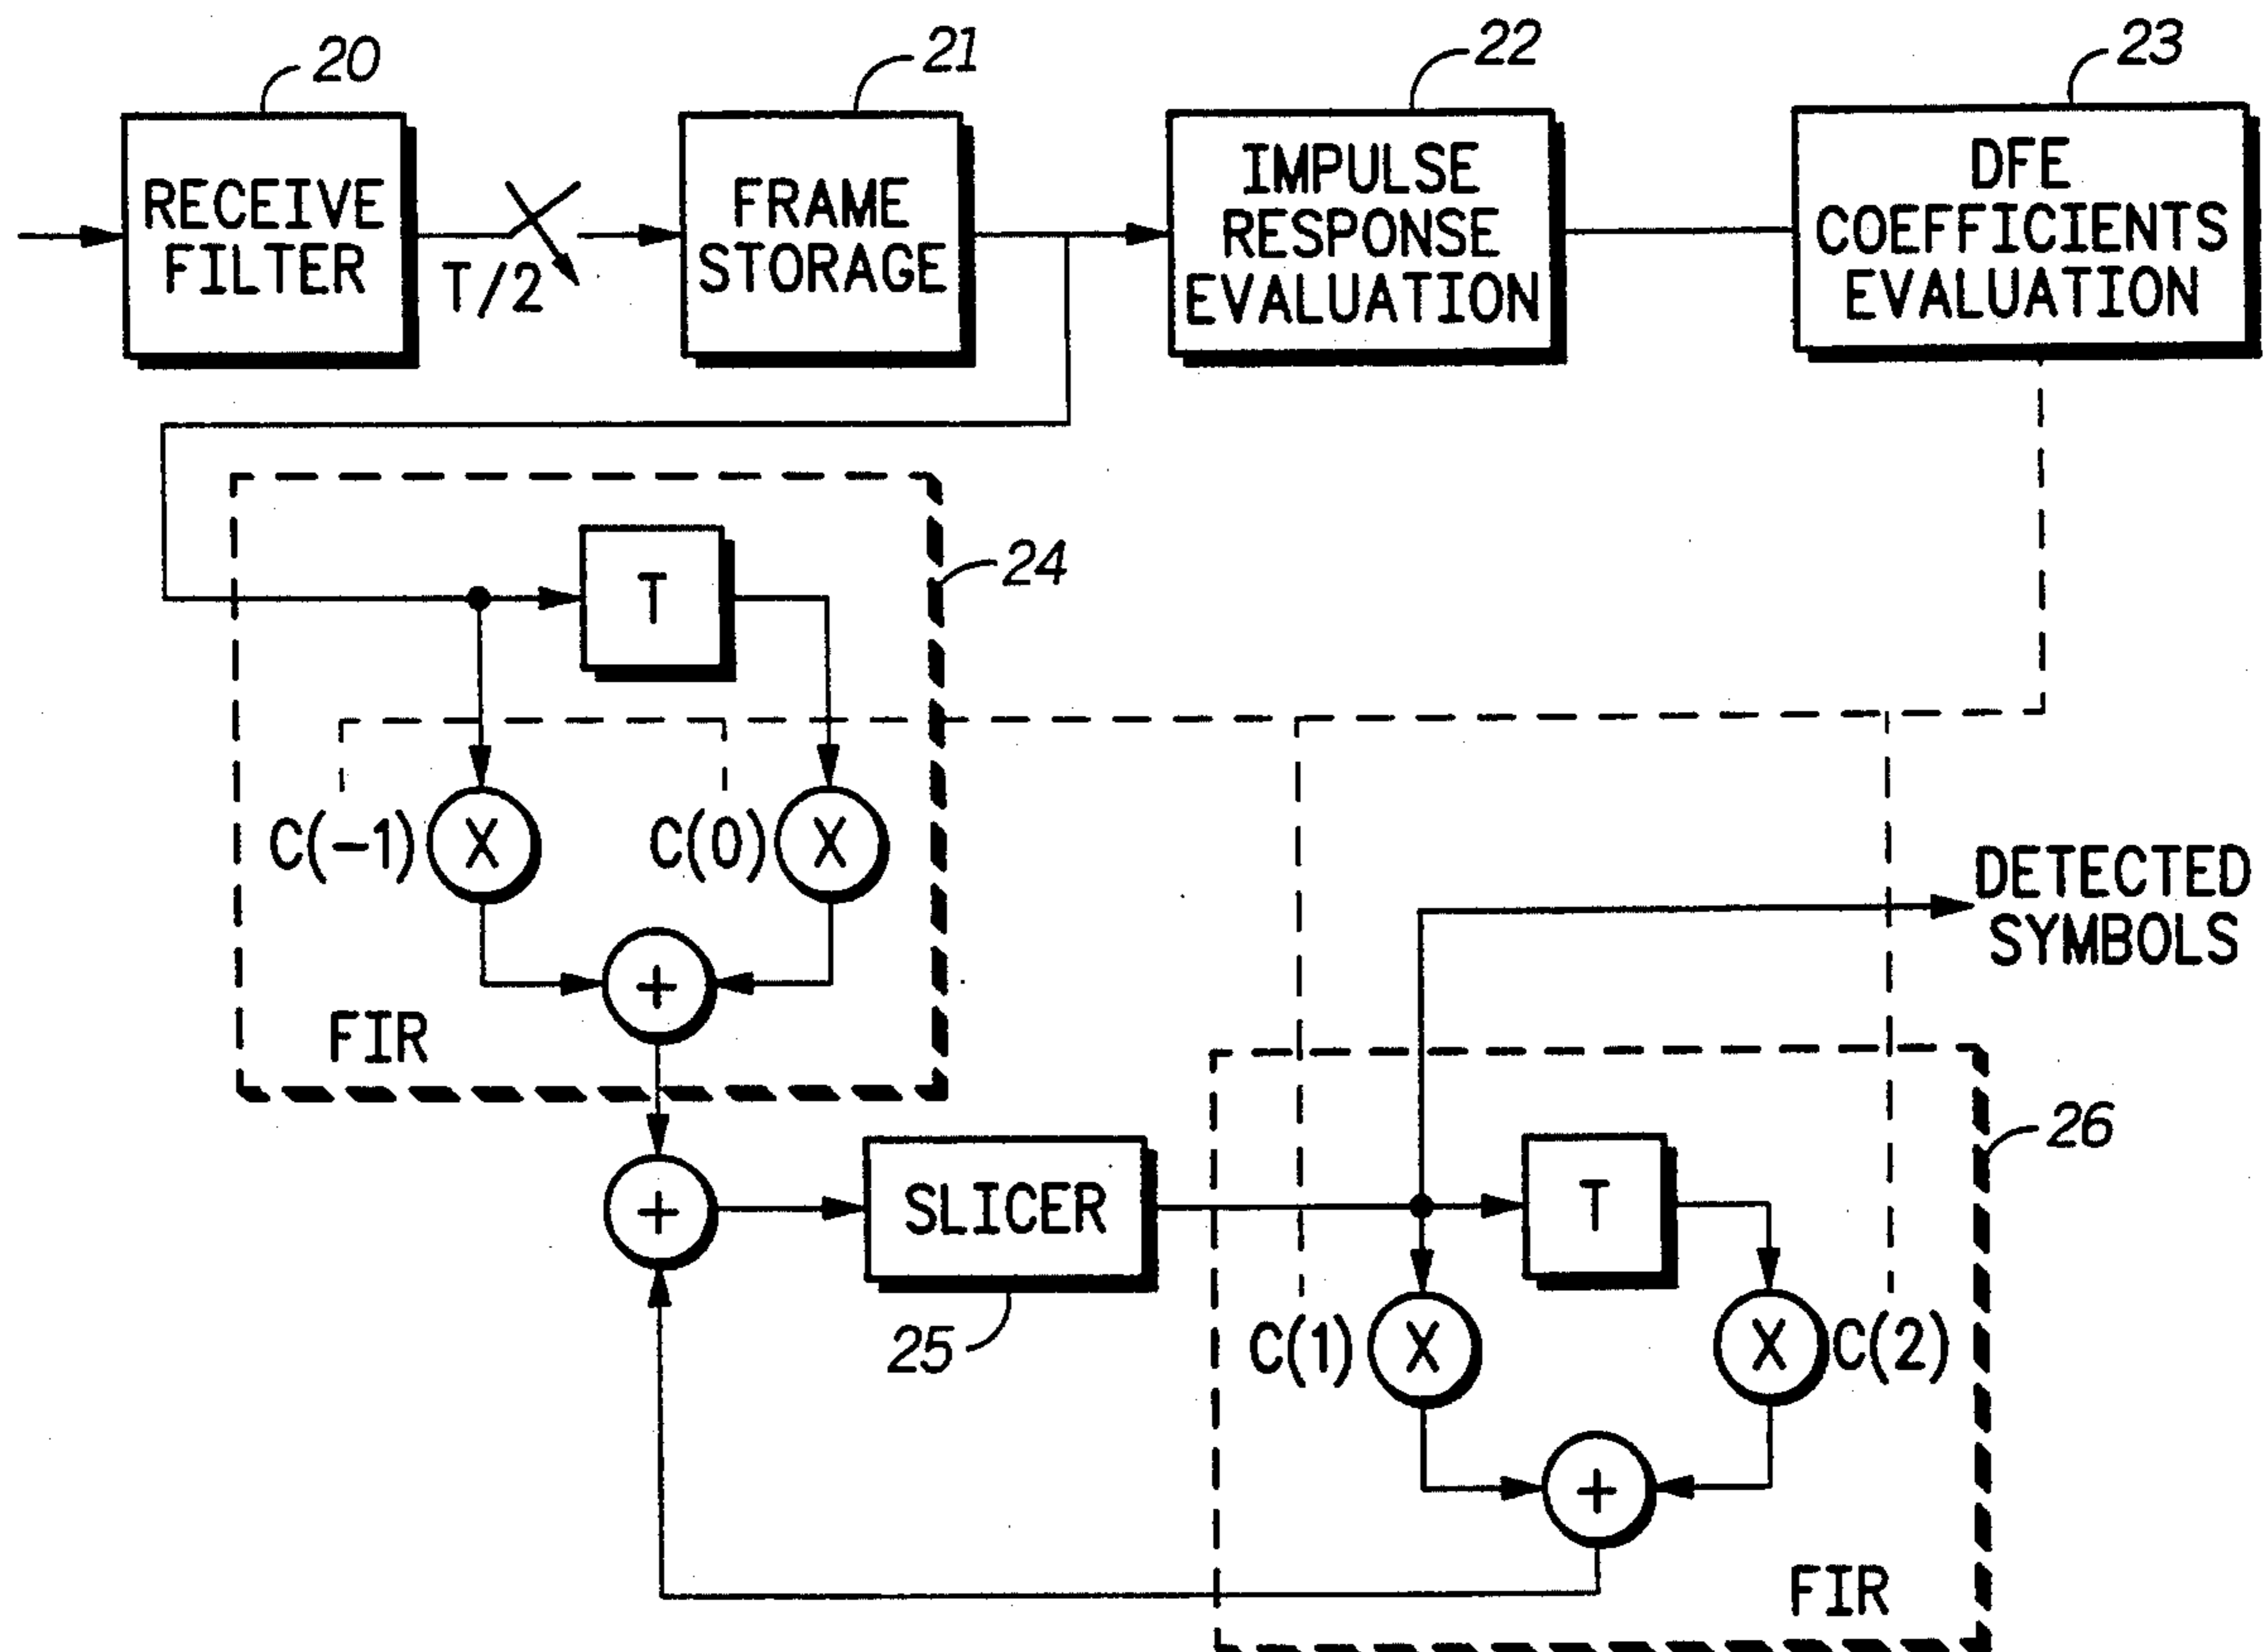 20
21
22
23
RECEIVE
FILTER
T/2
FRAME
STORAGE
IMPULSE
RESPONSE
EVALUATION
DFE
COEFFICIENTS
EVALUATION
T
24
C(-1)
X
C(0)
X
+
FIR
DETECTED
SYMBOLS
+
SLICER
25
T
26
C(1)
X
X
C(2)
+
FIR